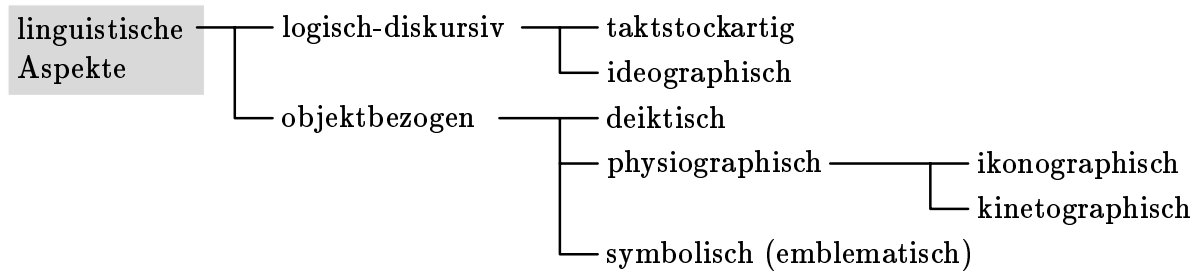 linguistische
Aspekte
logisch-diskursiv
taktstockartig
ideographisch
objektbezogen
deiktisch
physiographisch
ikonographisch
kinetographisch
symbolisch (emblematisch)